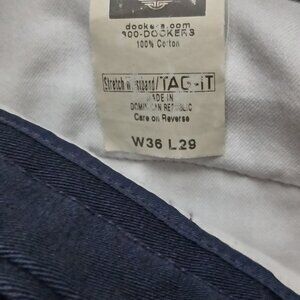 dockers.com
800-DOCKERS
100% Cotton
Stretch Waistband/TAG-IT
MADE IN
DOMINICAN REPUBLIC
Care on Reverse
W36 L29